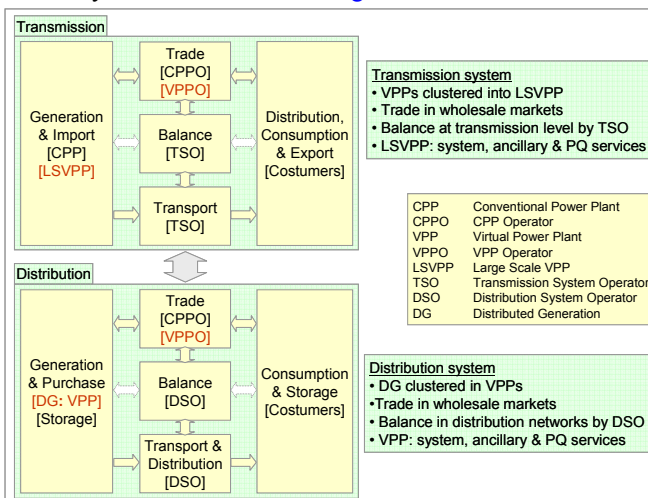 Transmission
Trade
[CPPO]
[VPPO]
Generation
& Import
[CPP]
[LSVPP]
Balance
[TSO]
Distribution,
Consumption
& Export
[Costumers]
Transport
[TSO]
Transmission system
• VPPs clustered into LSVPP
• Trade in wholesale markets
• Balance at transmission level by TSO
• LSVPP: system, ancillary & PQ services
CPP Conventional Power Plant
CPPO CPP Operator
VPP Virtual Power Plant
VPPO VPP Operator
LSVPP Large Scale VPP
TSO Transmission System Operator
DSO Distribution System Operator
DG Distributed Generation
Distribution
Trade
[CPPO]
[VPPO]
Generation
& Purchase
[DG: VPP]
[Storage]
Balance
[DSO]
Consumption
& Storage
[Costumers]
Transport &
Distribution
[DSO]
Distribution system
• DG clustered in VPPs
•Trade in wholesale markets
• Balance in distribution networks by DSO
• VPP: system, ancillary & PQ services